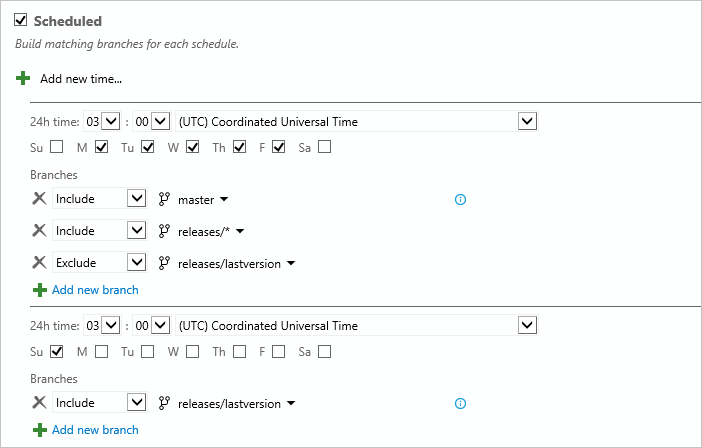 Scheduled
Build matching branches for each schedule.
Add new time...
24h time: 03 : 00 (UTC) Coordinated Universal Time
Su M Tu W Th F Sa
Branches
Include master
Include releases/*
Exclude releases/lastversion
Add new branch
24h time: 03 : 00 (UTC) Coordinated Universal Time
Su M Tu W Th F Sa
Branches
Include releases/lastversion
Add new branch